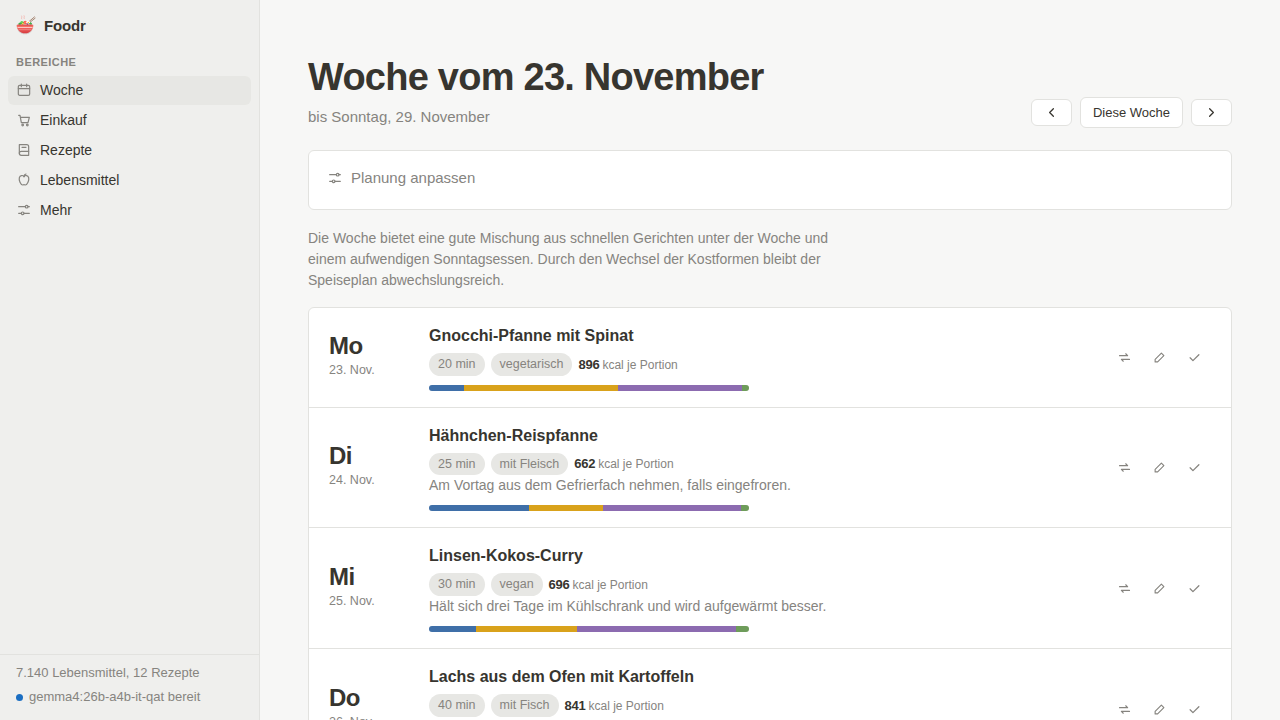 Foodr
BEREICHE
Woche
Einkauf
Rezepte
Lebensmittel
Mehr
7.140 Lebensmittel, 12 Rezepte
gemma4:26b-a4b-it-qat bereit
Woche vom 23. November
bis Sonntag, 29. November
Diese Woche
Planung anpassen
Die Woche bietet eine gute Mischung aus schnellen Gerichten unter der Woche und
einem aufwendigen Sonntagsessen. Durch den Wechsel der Kostformen bleibt der
Speiseplan abwechslungsreich.
Mo
23. Nov.
Gnocchi-Pfanne mit Spinat
20 min vegetarisch 896 kcal je Portion
Di
24. Nov.
Hähnchen-Reispfanne
25 min mit Fleisch 662 kcal je Portion
Am Vortag aus dem Gefrierfach nehmen, falls eingefroren.
Mi
25. Nov.
Linsen-Kokos-Curry
30 min vegan 696 kcal je Portion
Hält sich drei Tage im Kühlschrank und wird aufgewärmt besser.
Do
26. Nov.
Lachs aus dem Ofen mit Kartoffeln
40 min mit Fisch 841 kcal je Portion